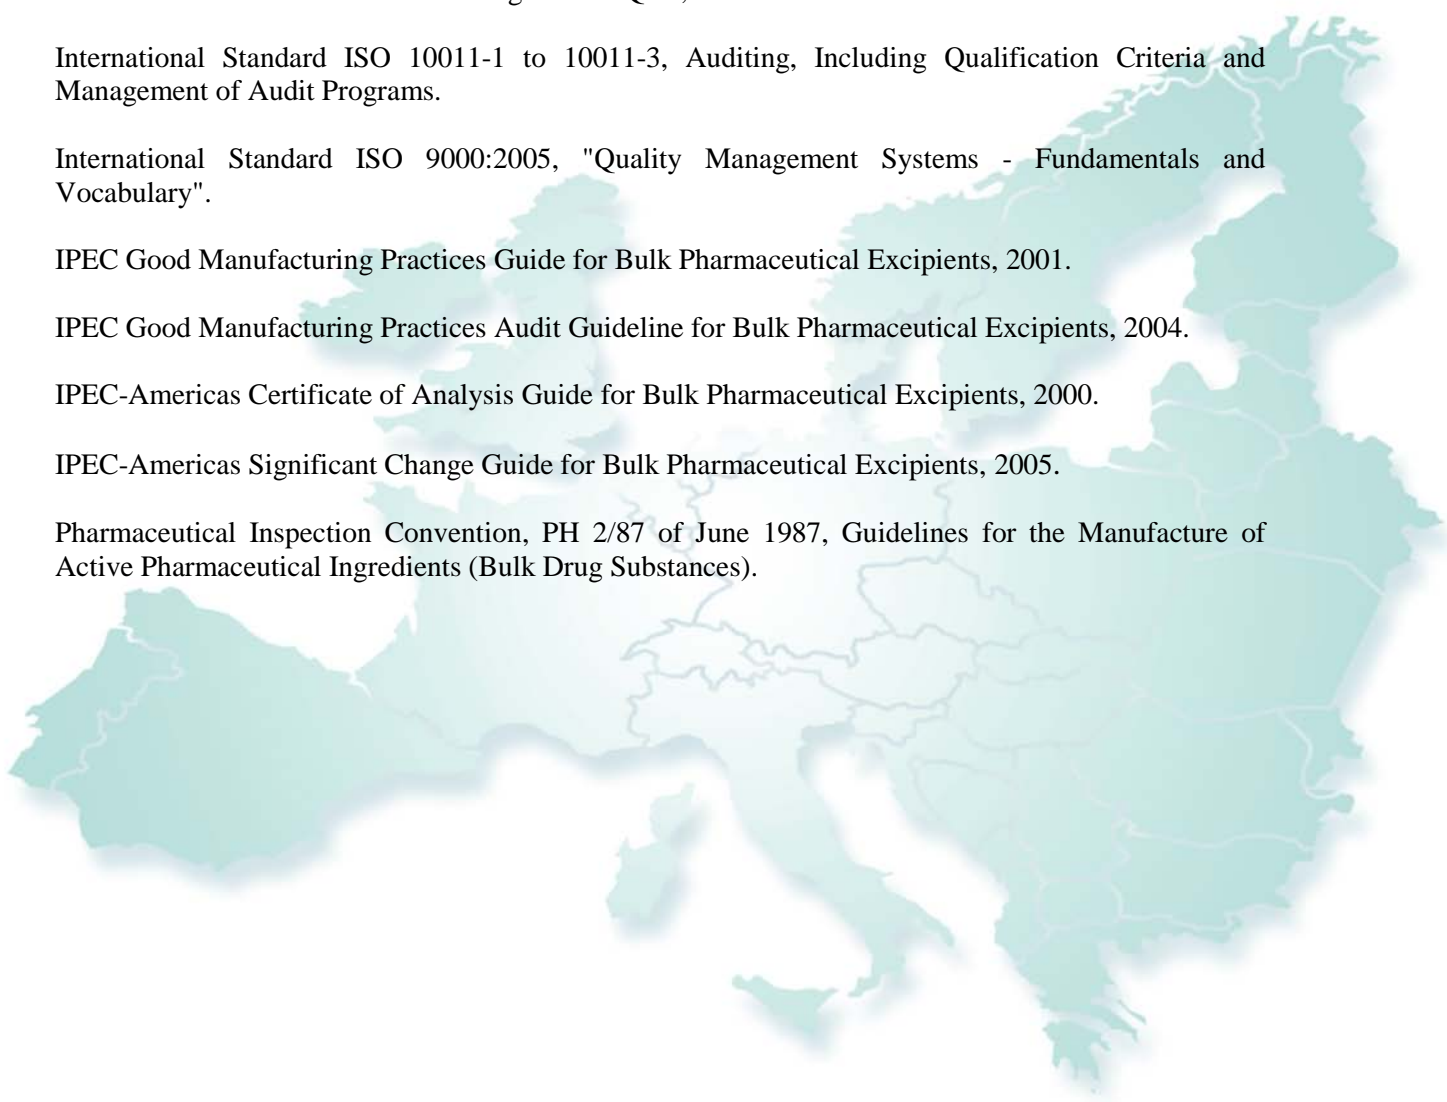 International Standard ISO 10011-1 to 10011-3, Auditing, Including Qualification Criteria and
Management of Audit Programs.
International Standard ISO 9000:2005, "Quality Management Systems - Fundamentals and
Vocabulary".
IPEC Good Manufacturing Practices Guide for Bulk Pharmaceutical Excipients, 2001.
IPEC Good Manufacturing Practices Audit Guideline for Bulk Pharmaceutical Excipients, 2004.
IPEC-Americas Certificate of Analysis Guide for Bulk Pharmaceutical Excipients, 2000.
IPEC-Americas Significant Change Guide for Bulk Pharmaceutical Excipients, 2005.
Pharmaceutical Inspection Convention, PH 2/87 of June 1987, Guidelines for the Manufacture of
Active Pharmaceutical Ingredients (Bulk Drug Substances).